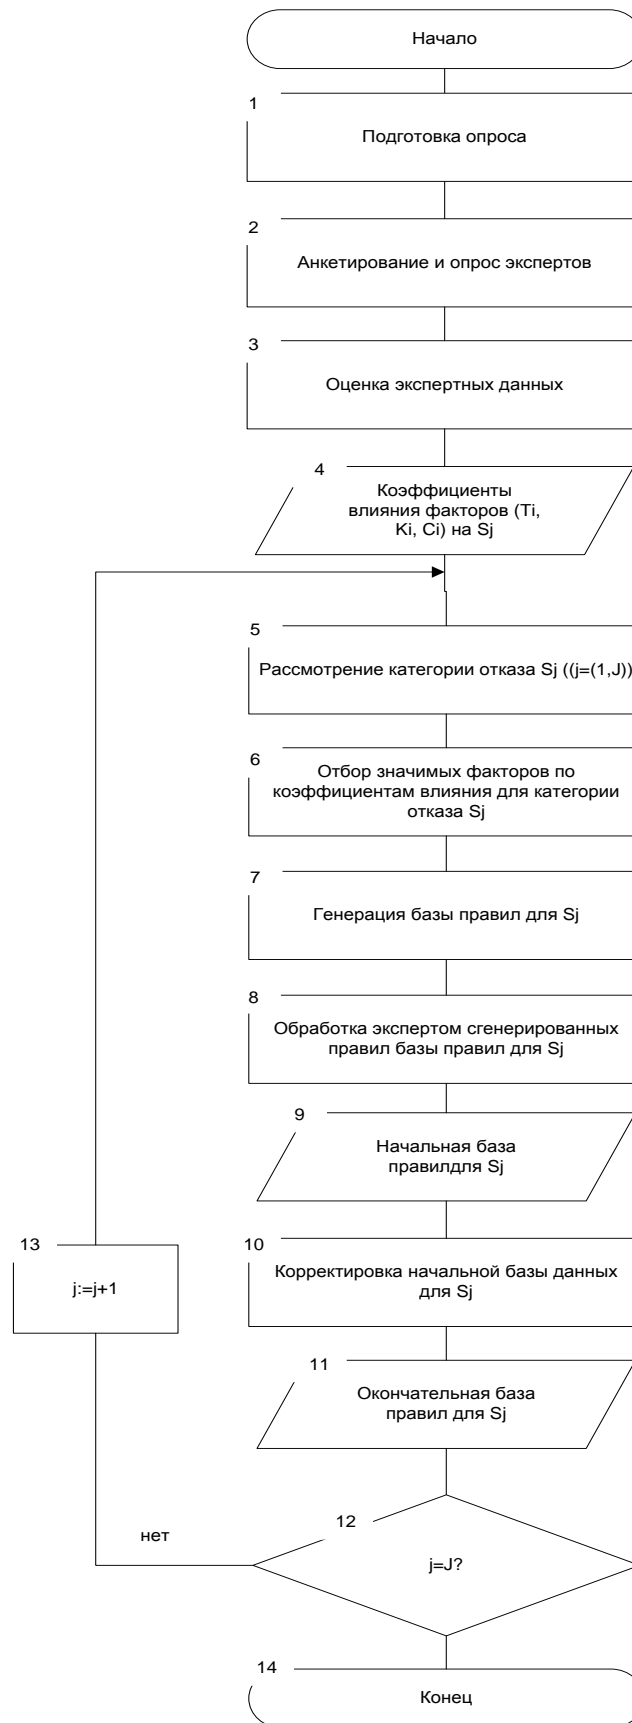 Начало
1
Подготовка опроса
2
Анкетирование и опрос экспертов
3
Оценка экспертных данных
4
Коэффициенты
влияния факторов (Ti,
Ki, Ci) на Sj
5
Рассмотрение категории отказа Sj ((j=(1,J))
6
Отбор значимых факторов по
коэффициентам влияния для категории
отказа Sj
7
Генерация базы правил для Sj
8
Обработка экспертом сгенерированных
правил базы правил для Sj
9
Начальная база
правилдля Sj
13
j:=j+1
10
Корректировка начальной базы данных
для Sj
11
Окончательная база
правил для Sj
12
нет
j=J?
14
Конец